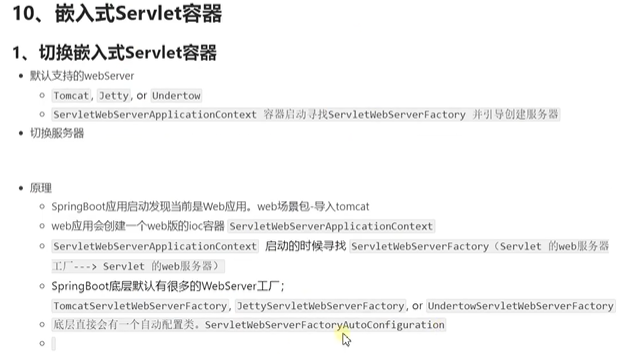 10、嵌入式Servlet容器
1、切换嵌入式Servlet容器
默认支持的webServer
Tomcat, Jetty, or Undertow
ServletWebServerApplicationContext 容器启动寻找ServletWebServerFactory 并引导创建服务器
切换服务器
原理
SpringBoot应用启动发现当前是Web应用。web场景包-导入tomcat
web应用会创建一个web版的ioc容器 ServletWebServerApplicationContext
ServletWebServerApplicationContext 启动的时候寻找 ServletWebServerFactory（Servlet 的web服务器
工厂---> Servlet 的web服务器）
SpringBoot底层默认有很多的WebServer工厂；
TomcatServletWebServerFactory, JettyServletWebServerFactory, or UndertowServletWebServerFactory
底层直接会有一个自动配置类。ServletWebServerFactoryAutoConfiguration